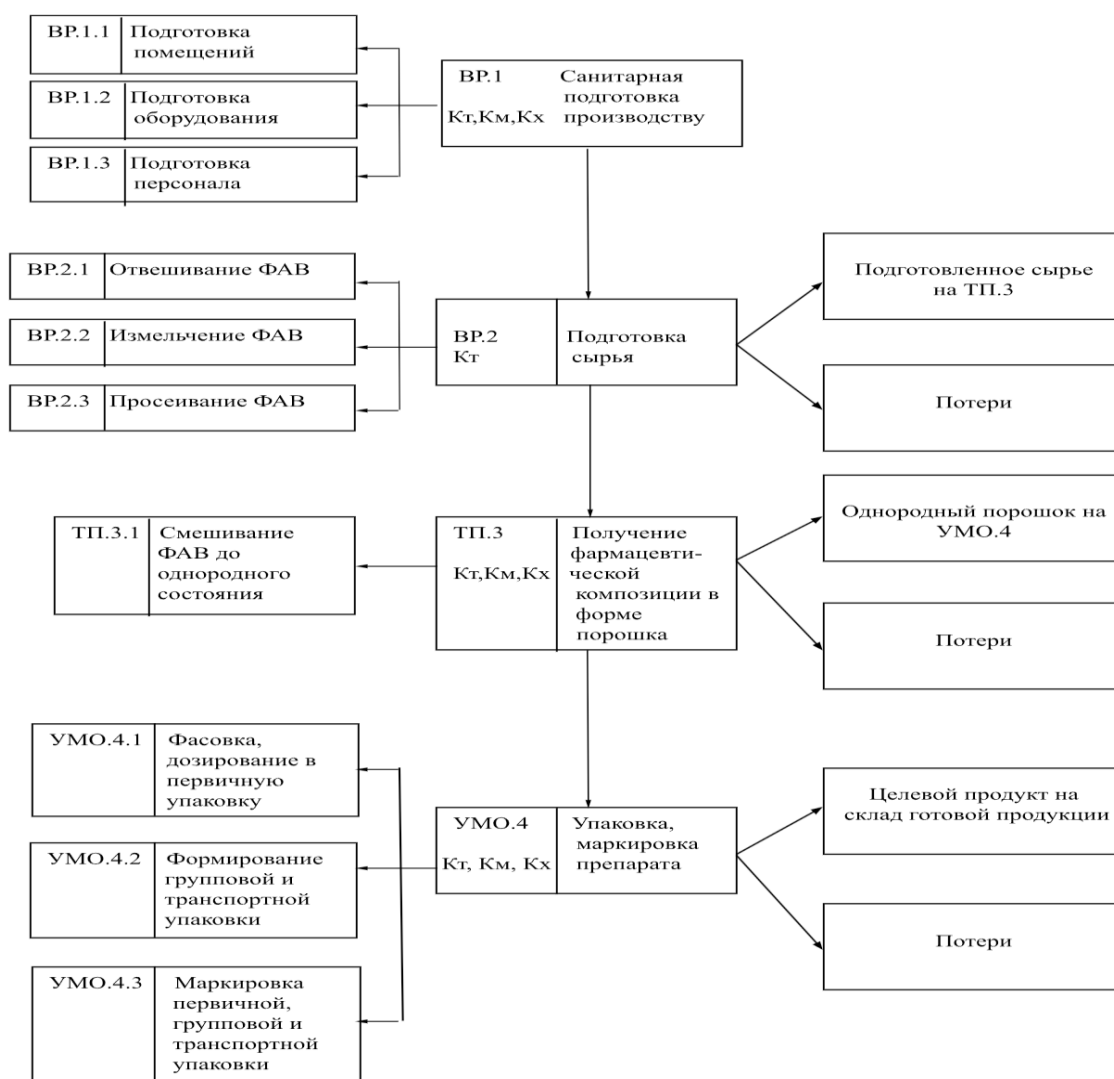 ВР.1.1 Подготовка
помещений
ВР.1.2 Подготовка
оборудования
ВР.1.3 Подготовка
персонала
ВР.1 Санитарная
подготовка
Кт,Км,Кх производству
ВР.2.1 Отвешивание ФАВ
ВР.2.2 Измельчение ФАВ
ВР.2.3 Просеивание ФАВ
ВР.2 Подготовка
Кт сырья
Подготовленное сырье
на ТП.3
Потери
ТП.3.1 Смешивание
ФАВ до
однородного
состояния
ТП.3 Получение
фармацевти-
Кт,Км,Кх ческой
композиции в
форме
порошка
Однородный порошок на
УМО.4
Потери
УМО.4.1 Фасовка,
дозирование в
первичную
упаковку
УМО.4.2 Формирование
групповой и
транспортной
упаковки
УМО.4.3 Маркировка
первичной,
групповой и
транспортной
упаковки
УМО.4 Упаковка,
маркировка
Кт, Км, Кх препарата
Целевой продукт на
склад готовой продукции
Потери